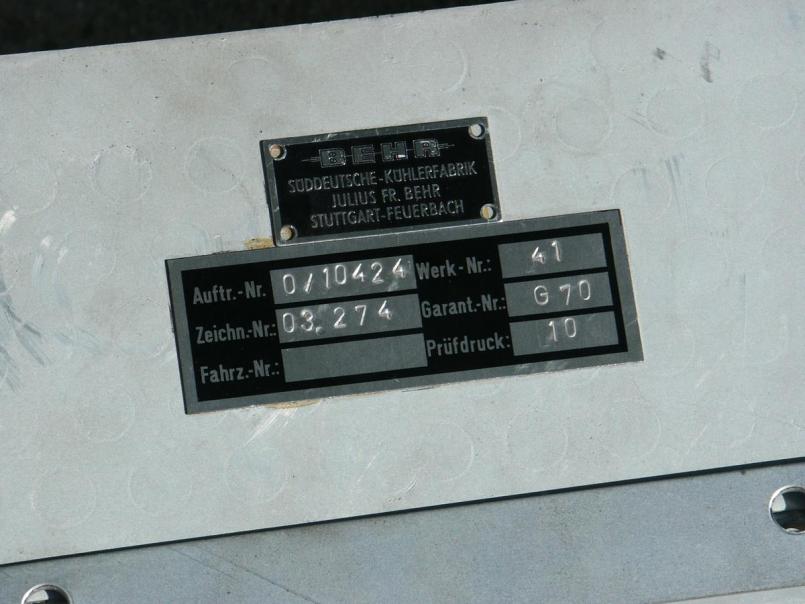 BEHR
SÜDDEUTSCHE-KÜHLERFABRIK
JULIUS FR. BEHR
STUTTGART-FEUERBACH
Auftr.-Nr. 0/10424 Werk-Nr.: 41
Zeichn.-Nr.: 03.274 Garant.-Nr.: G 70
Fahrz.-Nr.: Prüfdruck: 10